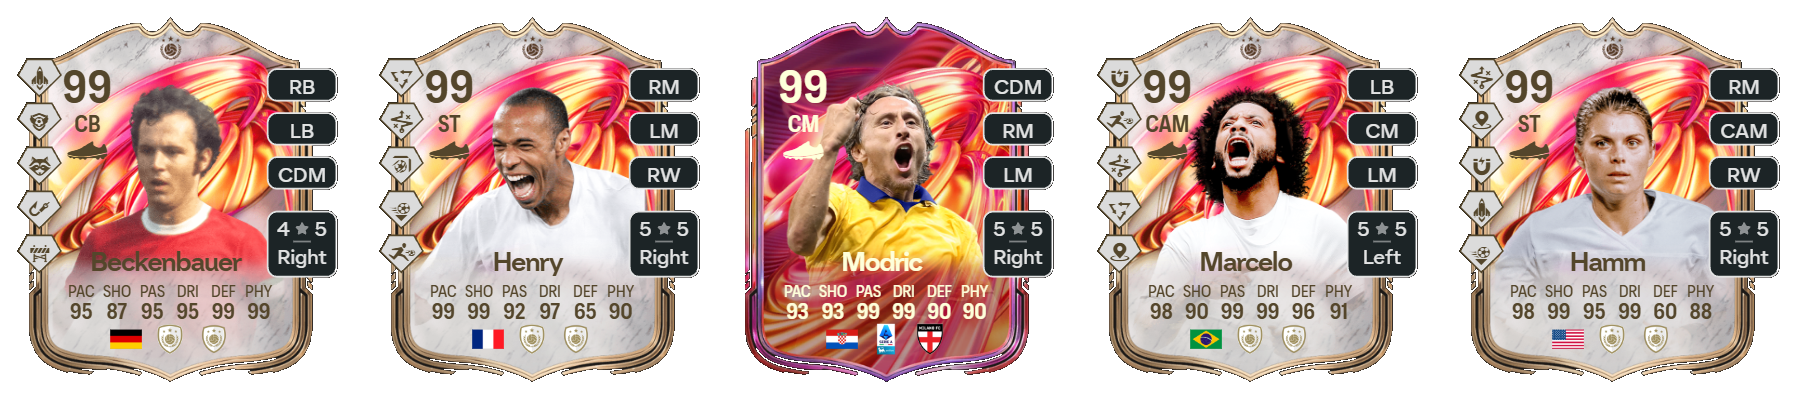 99
CB
RB
LB
CDM
4 ★ 5
Right
Beckenbauer
PAC SHO PAS DRI DEF PHY
95 87 95 95 99 99
99
ST
RM
LM
RW
5 ★ 5
Right
Henry
PAC SHO PAS DRI DEF PHY
99 99 92 97 65 90
99
CM
CDM
RM
LM
5 ★ 5
Right
Modric
PAC SHO PAS DRI DEF PHY
93 93 99 99 90 90
SERIE A
MILANO FC
99
CAM
LB
CM
LM
5 ★ 5
Left
Marcelo
PAC SHO PAS DRI DEF PHY
98 90 99 99 96 91
99
ST
RM
CAM
RW
5 ★ 5
Right
Hamm
PAC SHO PAS DRI DEF PHY
98 99 95 99 60 88